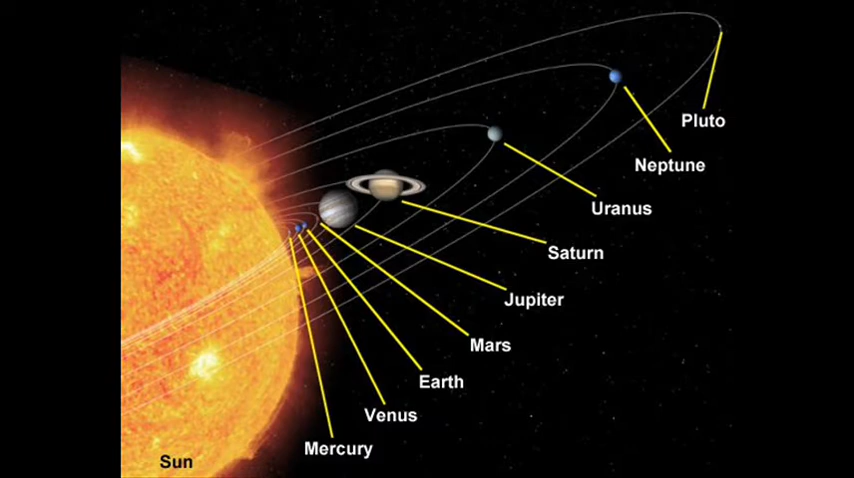 Pluto
Neptune
Uranus
Saturn
Jupiter
Mars
Earth
Venus
Mercury
Sun